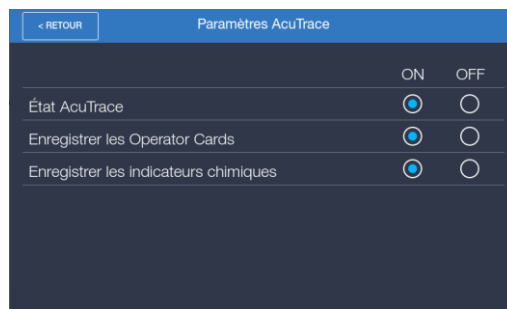 < RETOUR Paramètres AcuTrace
ON OFF
État AcuTrace
Enregistrer les Operator Cards
Enregistrer les indicateurs chimiques